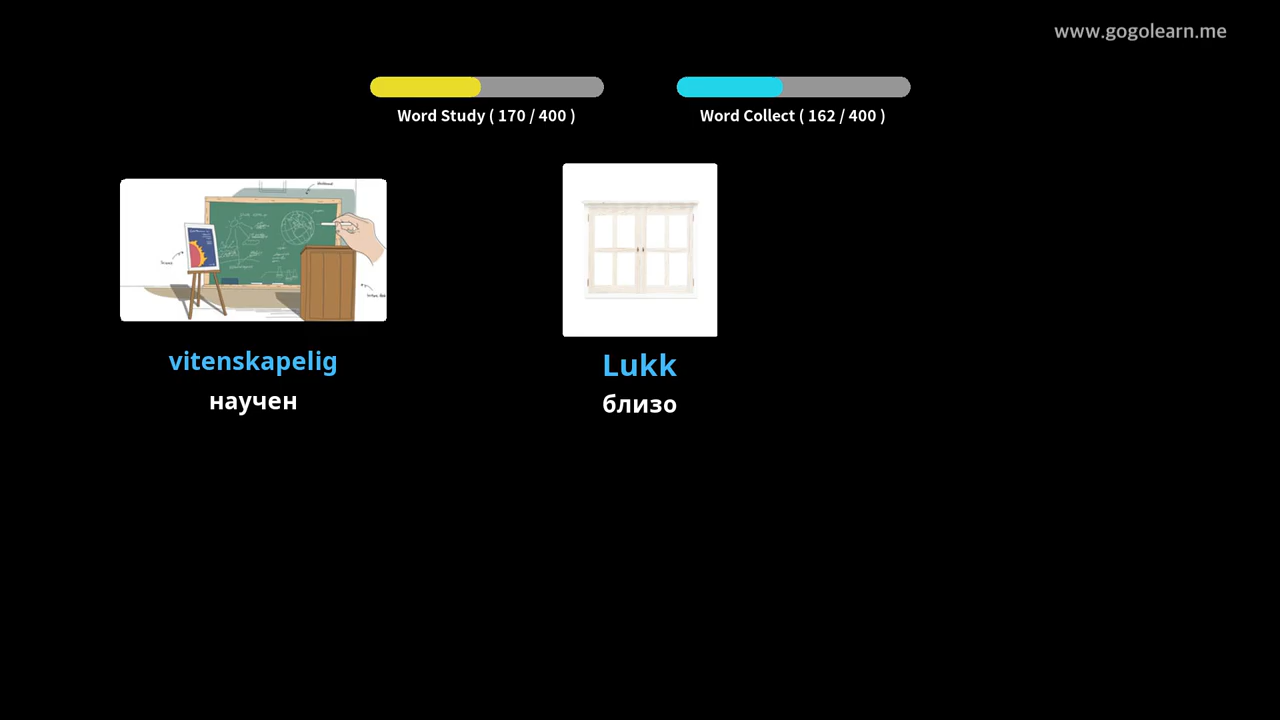 www.gogolearn.me
Word Study ( 170 / 400 )
Word Collect ( 162 / 400 )
vitenskapelig
научен
Lukk
близо